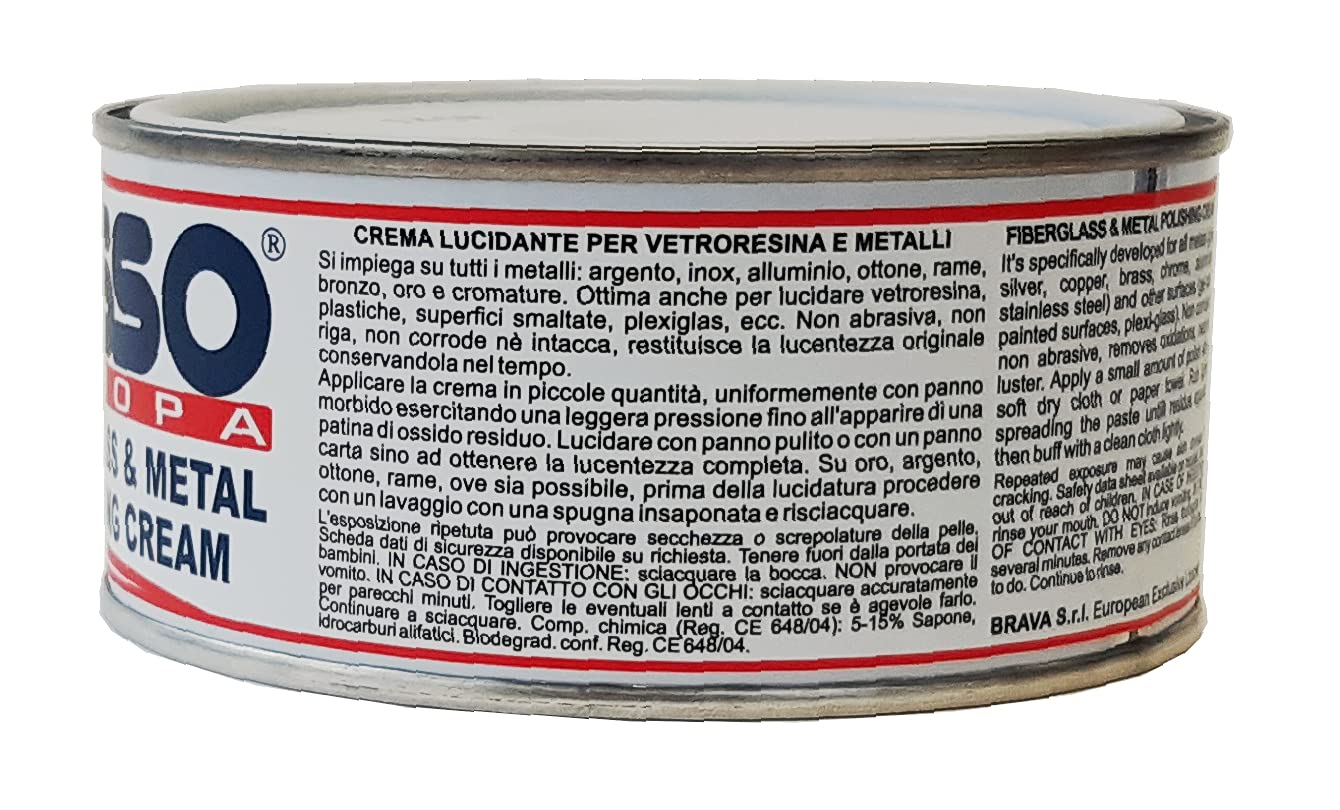 SSO®
OPA
& METAL
CREAM
CREMA LUCIDANTE PER VETRORESINA E METALLI
Si impiega su tutti i metalli: argento, inox, alluminio, ottone, rame,
bronzo, oro e cromature. Ottima anche per lucidare vetroresina,
plastiche, superfici smaltate, plexiglas, ecc. Non abrasiva, non
riga, non corrode nè intacca, restituisce la lucentezza originale
conservandola nel tempo.
Applicare la crema in piccole quantità, uniformemente con panno
morbido esercitando una leggera pressione fino all'apparire di una
patina di ossido residuo. Lucidare con panno pulito o con un panno
carta sino ad ottenere la lucentezza completa. Su oro, argento,
ottone, rame, ove sia possibile, prima della lucidatura procedere
con un lavaggio con una spugna insaponata e risciacquare.
L'esposizione ripetuta può provocare secchezza o screpolature della pelle.
Scheda dati di sicurezza disponibile su richiesta. Tenere fuori dalla portata dei
bambini. IN CASO DI INGESTIONE: sciacquare la bocca. NON provocare il
vomito. IN CASO DI CONTATTO CON GLI OCCHI: sciacquare accuratamente
per parecchi minuti. Togliere le eventuali lenti a contatto se è agevole farlo.
Continuare a sciacquare. Comp. chimica (Reg. CE 648/04): 5-15% Sapone,
idrocarburi alifatici. Biodegrad. conf. Reg. CE 648/04.
FIBERGLASS & METAL POLISHING
It's specifically developed for all metals
silver, copper, brass, chrome,
stainless steel) and other surfaces
painted surfaces, plexi-glass). Non
non abrasive, removes oxidations,
luster. Apply a small amount of polish
soft dry cloth or paper towel. Rub
spreading the paste until residue
then buff with a clean cloth lightly.
Repeated exposure may cause skin
cracking. Safety data sheet available
out of reach of children. IN CASE OF
rinse your mouth. DO NOT induce vomiting.
OF CONTACT WITH EYES: Rinse
several minutes. Remove any contact
to do. Continue to rinse.
BRAVA S.r.l. European Exclusive